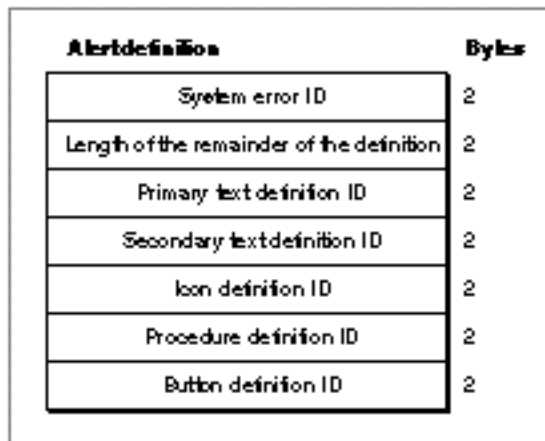 Alert definition Bytes
System error ID 2
Length of the remainder of the definition 2
Primary text definition ID 2
Secondary text definition ID 2
Icon definition ID 2
Procedure definition ID 2
Button definition ID 2